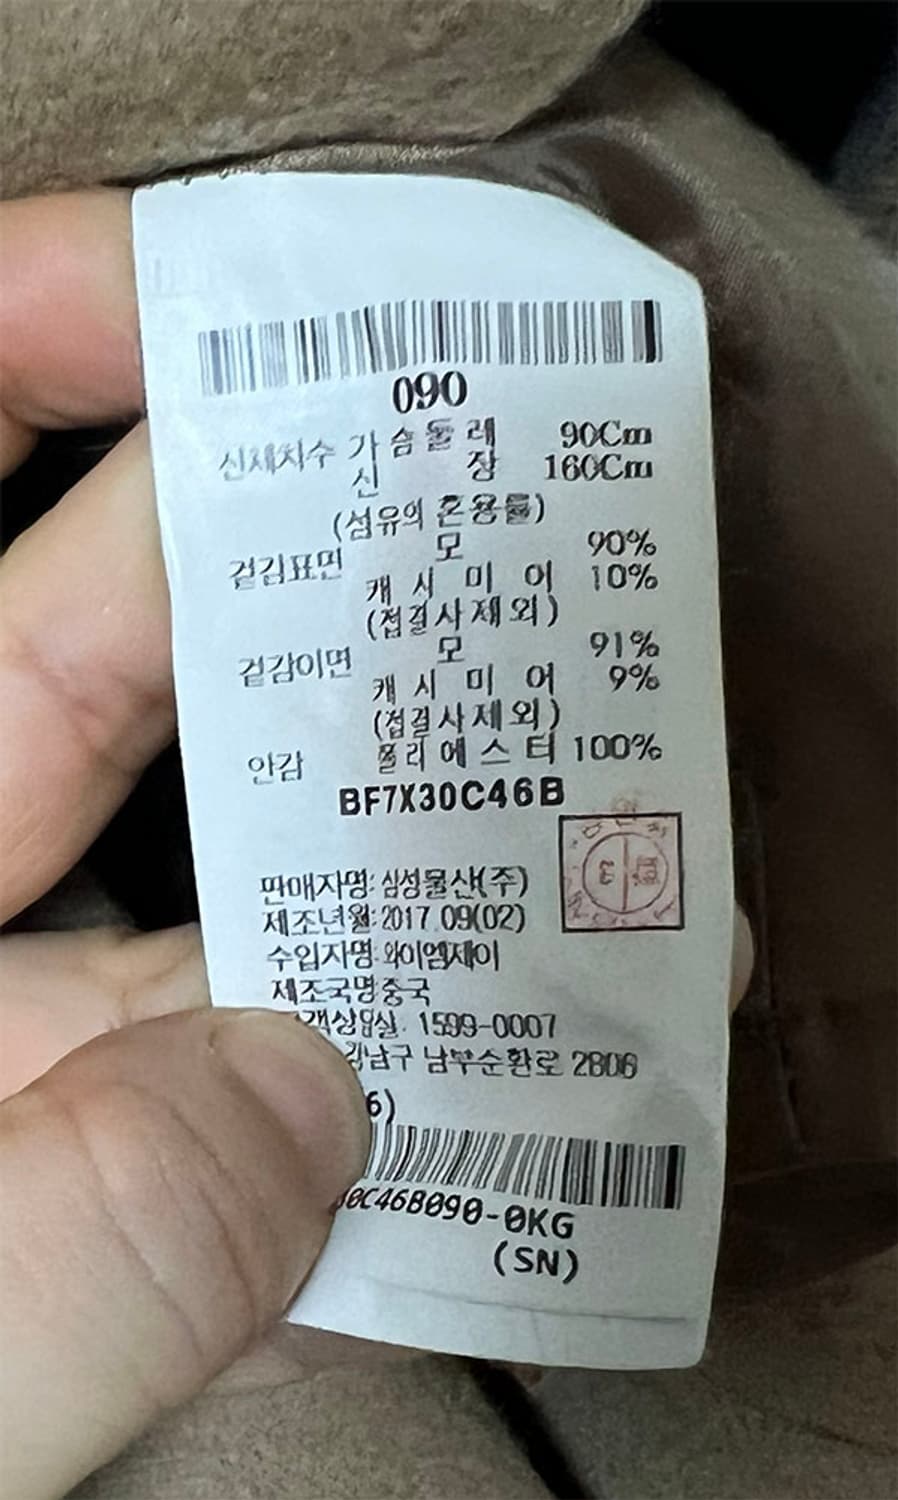 090
신체치수 가슴둘레 90Cm
신 장 160Cm
(섬유의 혼용률)
겉감표면 모 90%
캐시미어 10%
(접결사제외)
겉감이면 모 91%
캐시미어 9%
(접결사제외)
안감 폴리에스터 100%
BF7X30C46B
판매자명: 삼성물산(주)
제조년월: 2017.09(02)
수입자명: 와이엠제이
제조국명:중국
객상담실. 1599-0007
강남구 남부순환로 2806
6)
30C46B090-0KG
(SN)